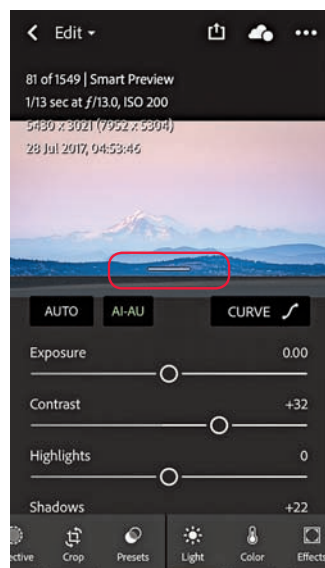 Edit
81 of 1549 | Smart Preview
1/13 sec at ƒ/13.0, ISO 200
5480 x 3021 (7952 x 5304)
28 Jul 2017, 04:53:46
AUTO AI-AU CURVE
Exposure 0.00
Contrast +32
Highlights 0
Shadows +22
ective Crop Presets Light Color Effects